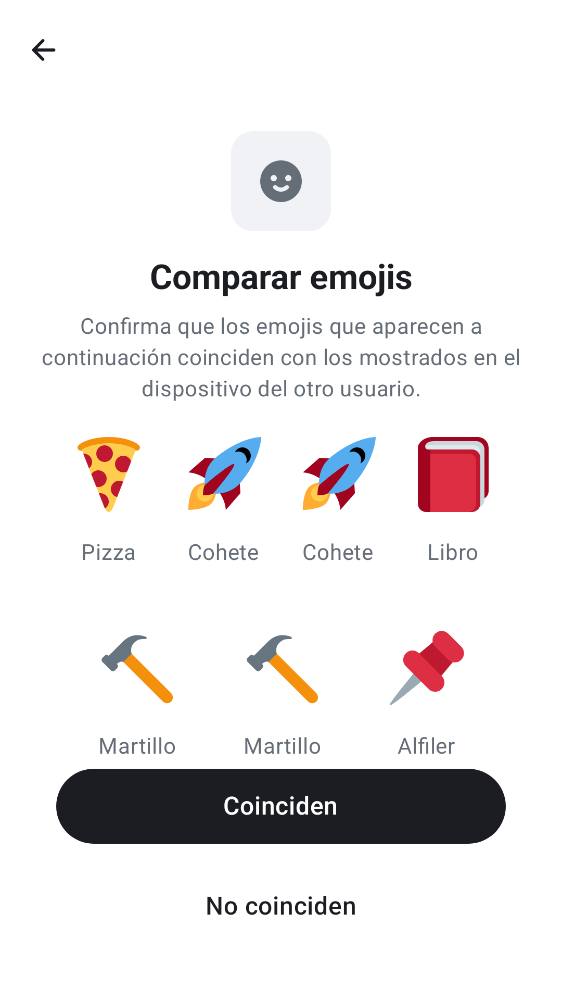 Comparar emojis
Confirma que los emojis que aparecen a
continuación coinciden con los mostrados en el
dispositivo del otro usuario.
Pizza Cohete Cohete Libro
Martillo Martillo Alfiler
Coinciden
No coinciden